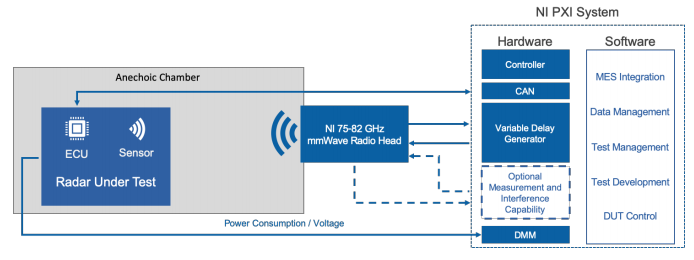 NI PXI System
Hardware
Software
Controller
CAN
Variable Delay
Generator
Optional
Measurement and
Interference
Capability
DMM
MES Integration
Data Management
Test Management
Test Development
DUT Control
Anechoic Chamber
ECU
Sensor
Radar Under Test
NI 75-82 GHz
mmWave Radio Head
Power Consumption / Voltage